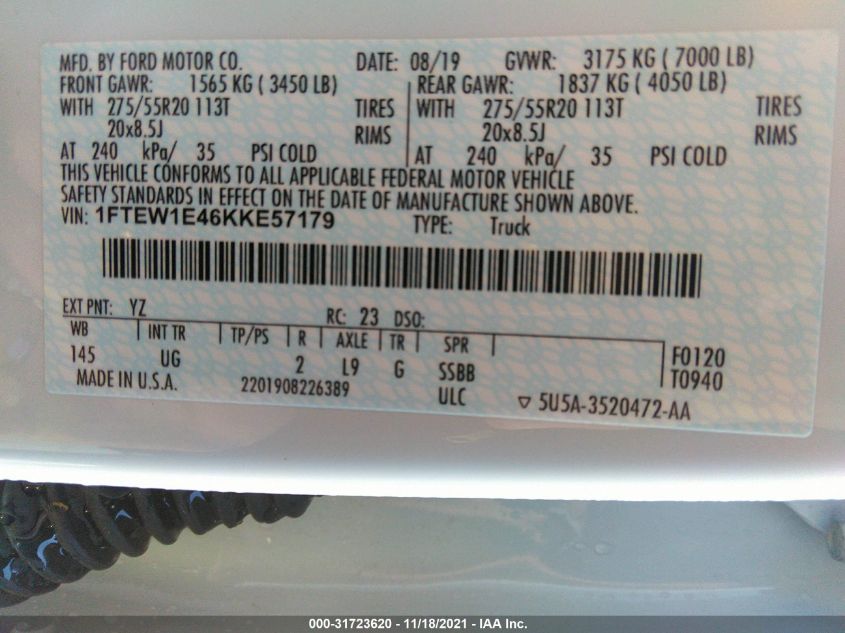 MFD. BY FORD MOTOR CO. DATE: 08/19 GVWR: 3175 KG ( 7000 LB)
FRONT GAWR: 1565 KG ( 3450 LB) REAR GAWR: 1837 KG ( 4050 LB)
WITH 275/55R20 113T TIRES WITH 275/55R20 113T TIRES
20x8.5J RIMS 20x8.5J RIMS
AT 240 kPa/ 35 PSI COLD AT 240 kPa/ 35 PSI COLD
THIS VEHICLE CONFORMS TO ALL APPLICABLE FEDERAL MOTOR VEHICLE
SAFETY STANDARDS IN EFFECT ON THE DATE OF MANUFACTURE SHOWN ABOVE.
VIN: 1FTEW1E46KKE57179 TYPE: Truck
EXT PNT: YZ RC: 23 DSO:
WB INT TR TP/PS R AXLE TR SPR
145 UG 2 L9 G SSBB F0120
MADE IN U.S.A. 2201908226389 ULC T0940
▽ 5U5A-3520472-AA
000-31723620 - 11/18/2021 - IAA Inc.